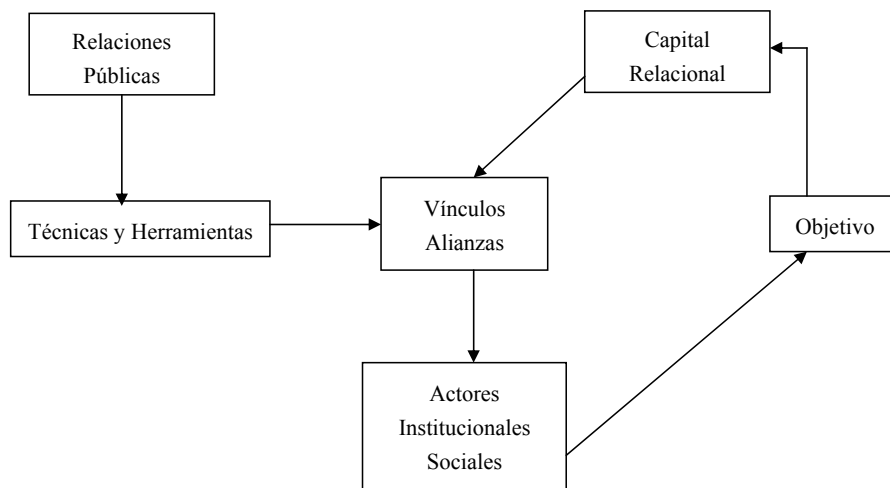 Relaciones
Públicas
Capital
Relacional
Técnicas y Herramientas
Vínculos
Alianzas
Objetivo
Actores
Institucionales
Sociales